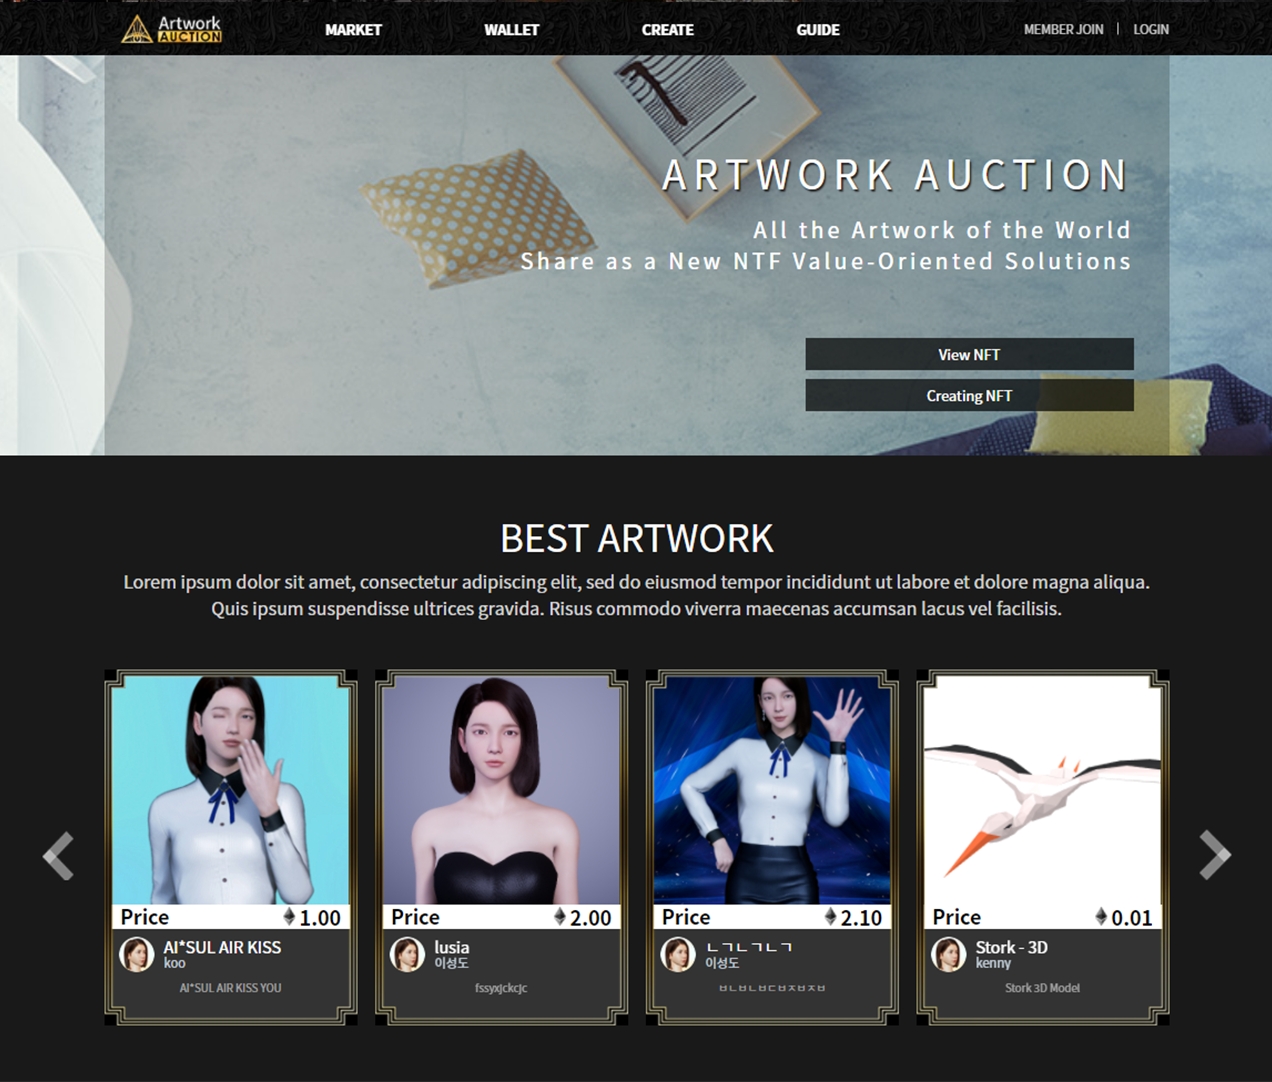 Artwork
AUCTION
MARKET
WALLET
CREATE
GUIDE
MEMBER JOIN
LOGIN
ARTWORK AUCTION
All the Artwork of the World
Share as a New NTF Value-Oriented Solutions
View NFT
Creating NFT
BEST ARTWORK
Lorem ipsum dolor sit amet, consectetur adipiscing elit, sed do eiusmod tempor incididunt ut labore et dolore magna aliqua.
Quis ipsum suspendisse ultrices gravida. Risus commodo viverra maecenas accumsan lacus vel facilisis.
Price 1.00
AI*SUL AIR KISS
koo
AI*SUL AIR KISS YOU
Price 2.00
lusia
이성도
fssyxjckcjc
Price 2.10
ㄴㄱㄴㄱㄴㄱ
이성도
ㅂㄴㅂㄴㅂㄷㅂㅈㅂㅈㅂ
Price 0.01
Stork - 3D
kenny
Stork 3D Model